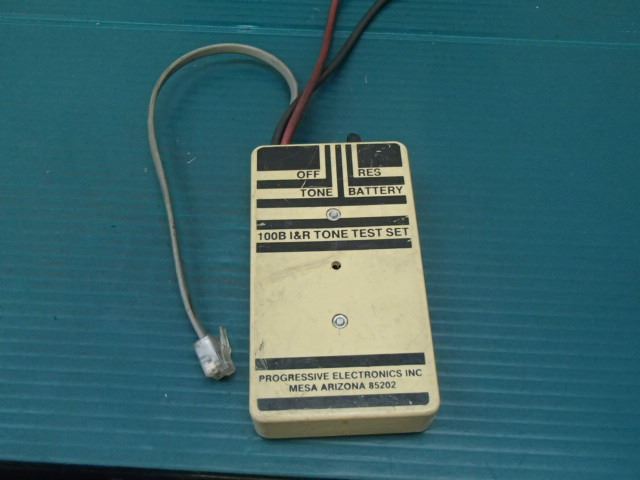 OFF RES
TONE BATTERY
100B I&R TONE TEST SET
PROGRESSIVE ELECTRONICS INC
MESA ARIZONA 85202